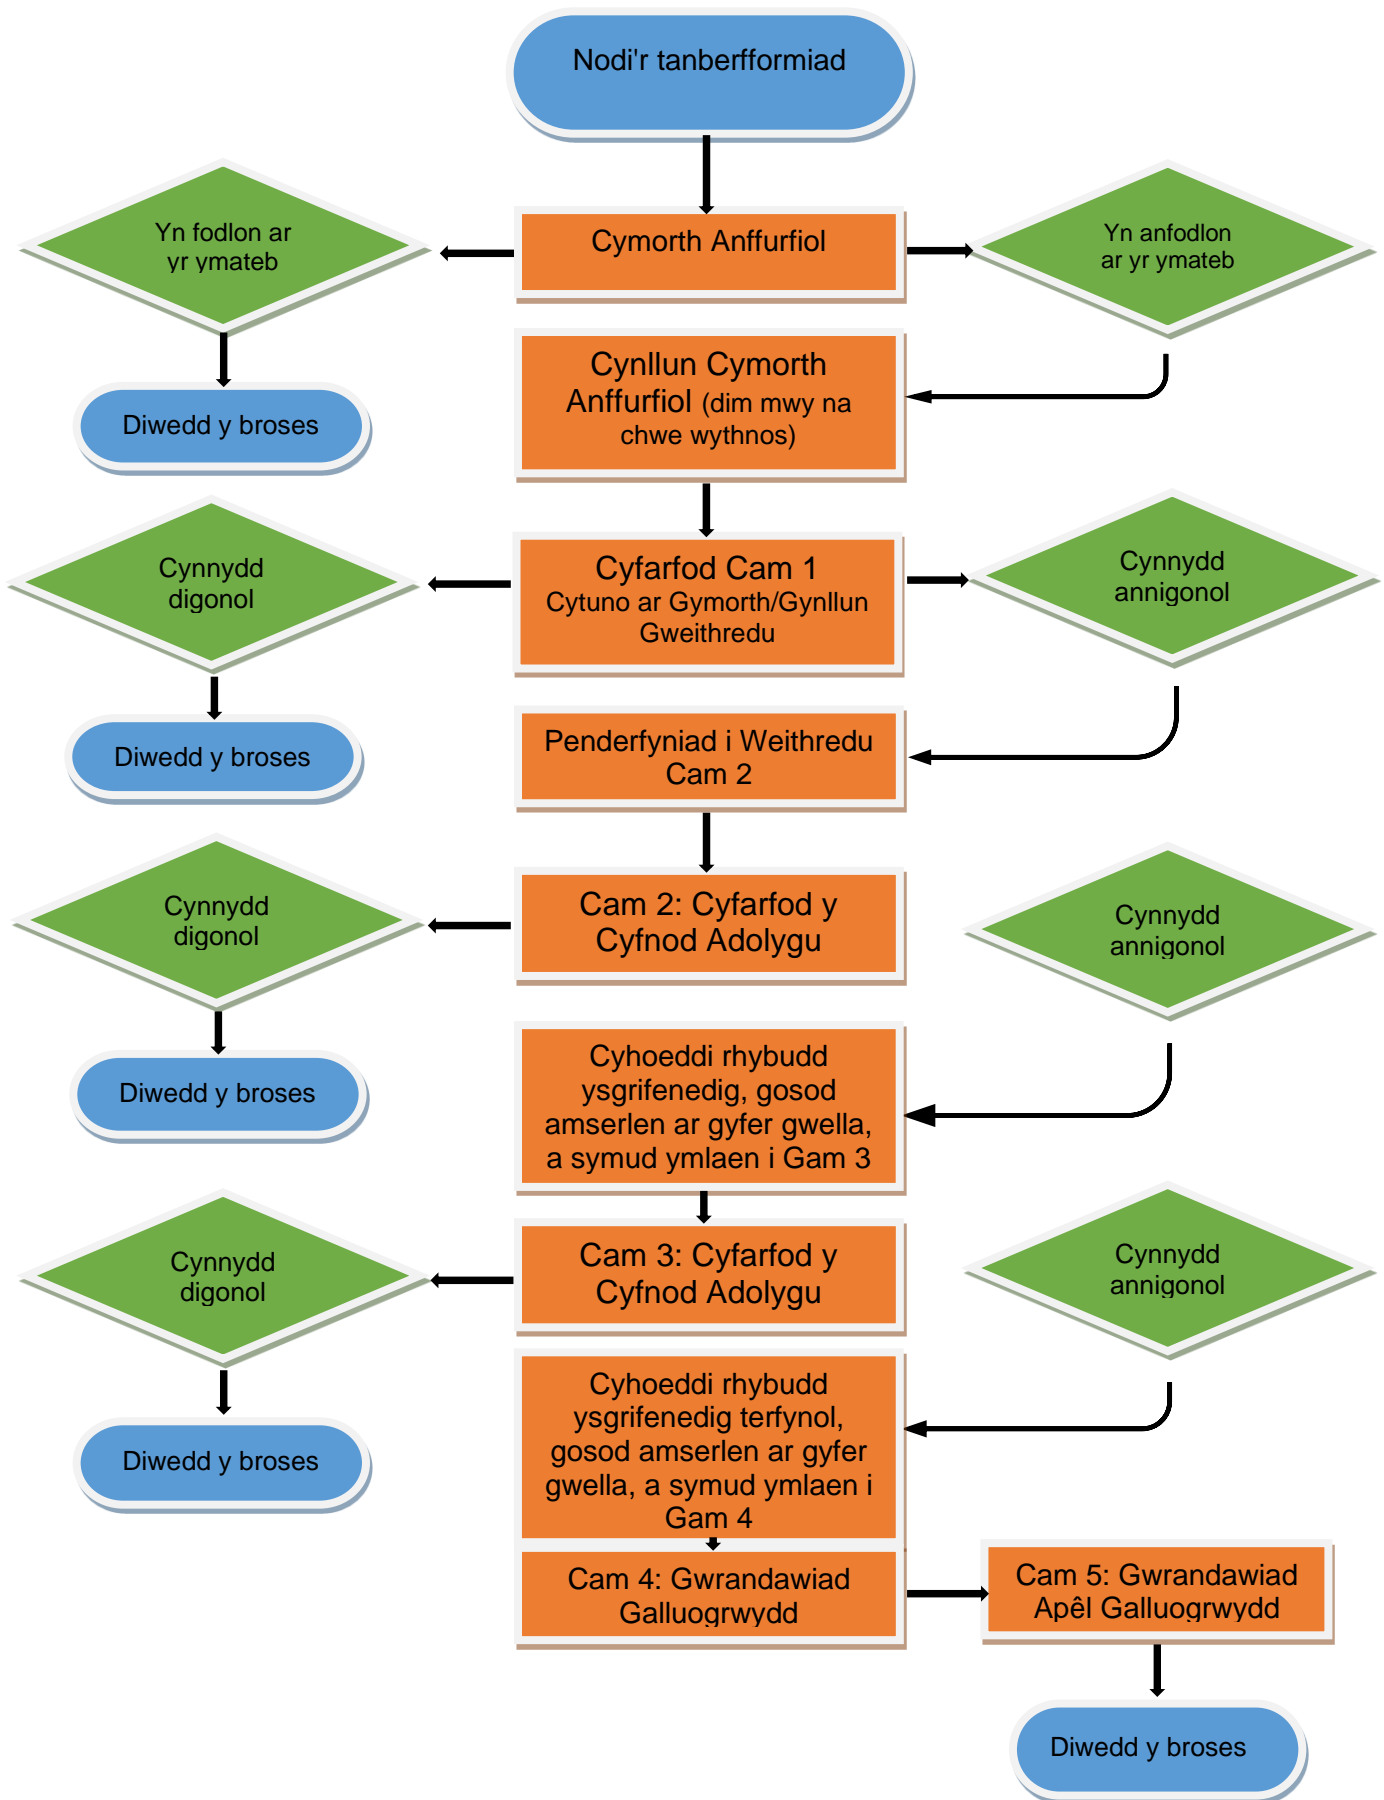 Nodi'r tanberfformiad
Yn fodlon ar
yr ymateb
Cymorth Anffurfiol
Yn anfodlon
ar yr ymateb
Cynllun Cymorth
Anffurfiol (dim mwy na
chwe wythnos)
Diwedd y broses
Cynnydd
digonol
Cyfarfod Cam 1
Cytuno ar Gymorth/Gynllun
Gweithredu
Cynnydd
annigonol
Diwedd y broses
Penderfyniad i Weithredu
Cam 2
Cynnydd
digonol
Cam 2: Cyfarfod y
Cyfnod Adolygu
Cynnydd
annigonol
Diwedd y broses
Cyhoeddi rhybudd
ysgrifenedig, gosod
amserlen ar gyfer gwella,
a symud ymlaen i Gam 3
Cynnydd
digonol
Cam 3: Cyfarfod y
Cyfnod Adolygu
Cynnydd
annigonol
Diwedd y broses
Cyhoeddi rhybudd
ysgrifenedig terfynol,
gosod amserlen ar gyfer
gwella, a symud ymlaen i
Gam 4
Cam 4: Gwrandawiad
Galluogrwydd
Cam 5: Gwrandawiad
Apêl Galluogrwydd
Diwedd y broses